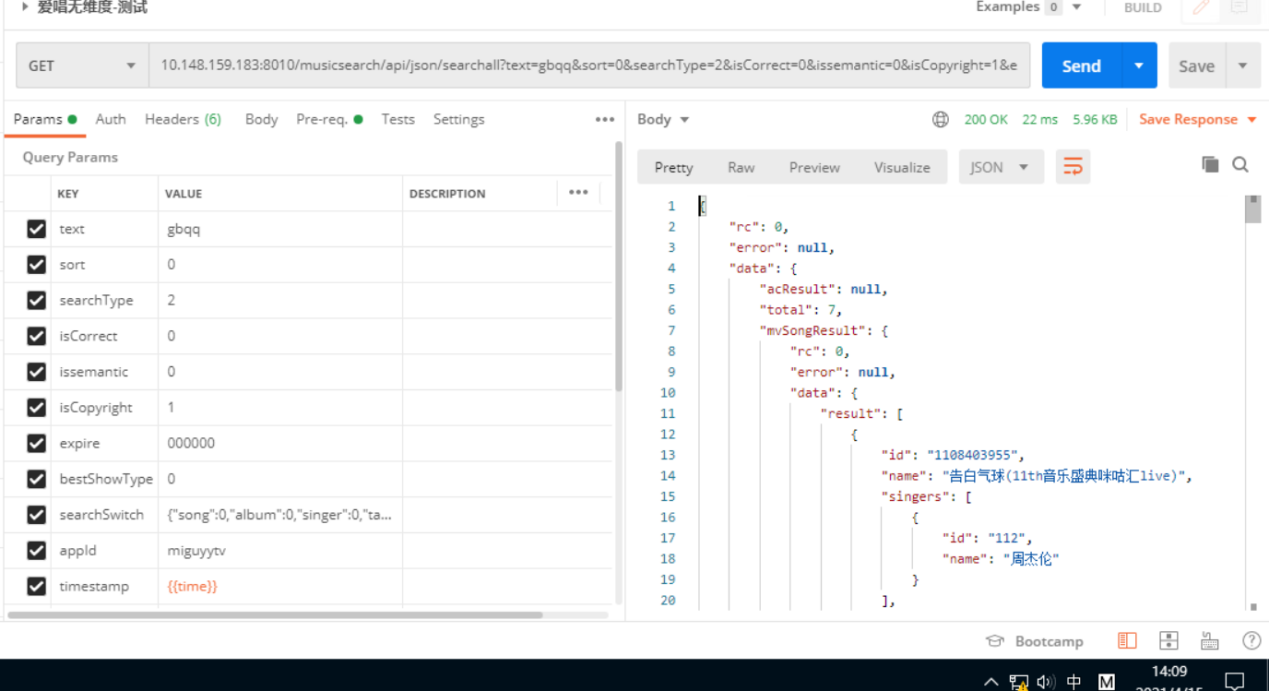 爱唱无维度-测试
Examples 0
BUILD
GET
10.148.159.183:8010/musicsearch/api/json/searchall?text=gbqq&sort=0&searchType=2&isCorrect=0&issemantic=0&isCopyright=1&e
Send
Save
Params Auth Headers (6) Body Pre-req. Tests Settings
Body
200 OK 22 ms 5.96 KB Save Response
Query Params
Pretty Raw Preview Visualize JSON
KEY VALUE DESCRIPTION
text gbqq
sort 0
searchType 2
isCorrect 0
issemantic 0
isCopyright 1
expire 000000
bestShowType 0
searchSwitch {"song":0,"album":0,"singer":0,"ta...
appId miguyytv
timestamp {{time}}
1 {
2 "rc": 0,
3 "error": null,
4 "data": {
5 "acResult": null,
6 "total": 7,
7 "mvSongResult": {
8 "rc": 0,
9 "error": null,
10 "data": {
11 "result": [
12 {
13 "id": "1108403955",
14 "name": "告白气球(11th音乐盛典咪咕汇live)",
15 "singers": [
16 {
17 "id": "112",
18 "name": "周杰伦"
19 }
20 ],
Bootcamp
中
M
14:09
2021/4/15